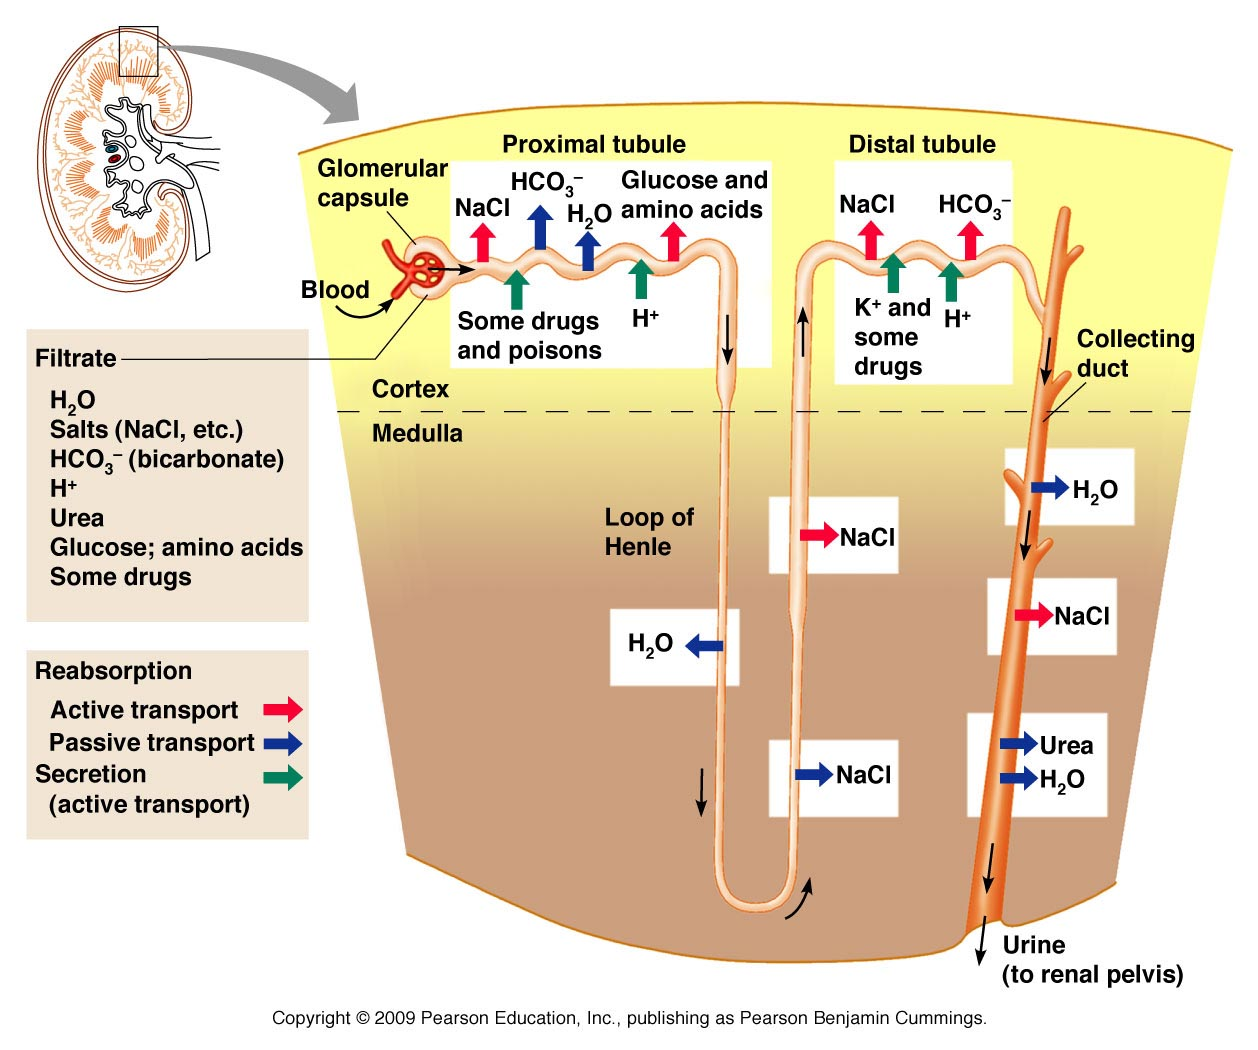 Proximal tubule
Distal tubule
Glomerular
capsule
NaCl
HCO₃⁻
H₂O
Glucose and
amino acids
NaCl
HCO₃⁻
Blood
Some drugs
and poisons
H⁺
K⁺ and
some
drugs
H⁺
Collecting
duct
Filtrate
H₂O
Salts (NaCl, etc.)
HCO₃⁻ (bicarbonate)
H⁺
Urea
Glucose; amino acids
Some drugs
Cortex
Medulla
Loop of
Henle
H₂O
NaCl
NaCl
H₂O
NaCl
Urea
H₂O
Reabsorption
Active transport
Passive transport
Secretion
(active transport)
Urine
(to renal pelvis)
Copyright © 2009 Pearson Education, Inc., publishing as Pearson Benjamin Cummings.